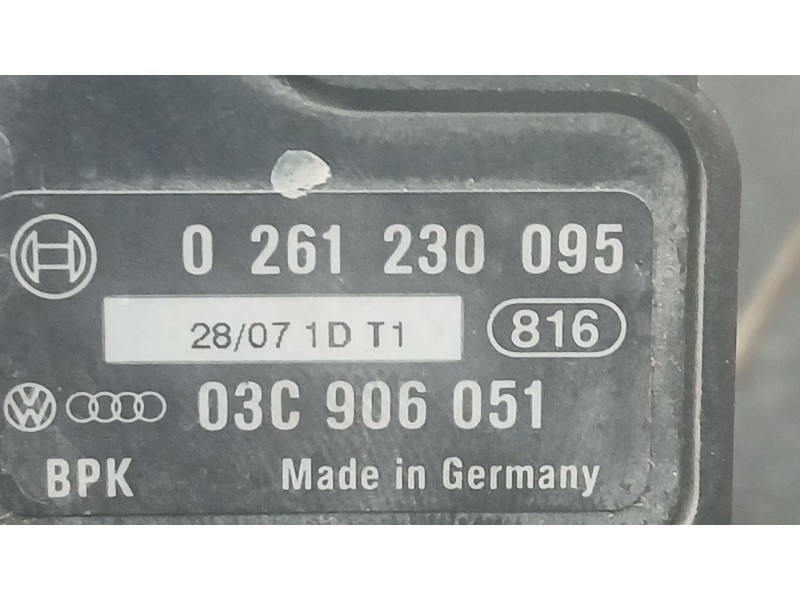 0 261 230 095
28/07 1D T1 816
03C 906 051
BPK Made in Germany